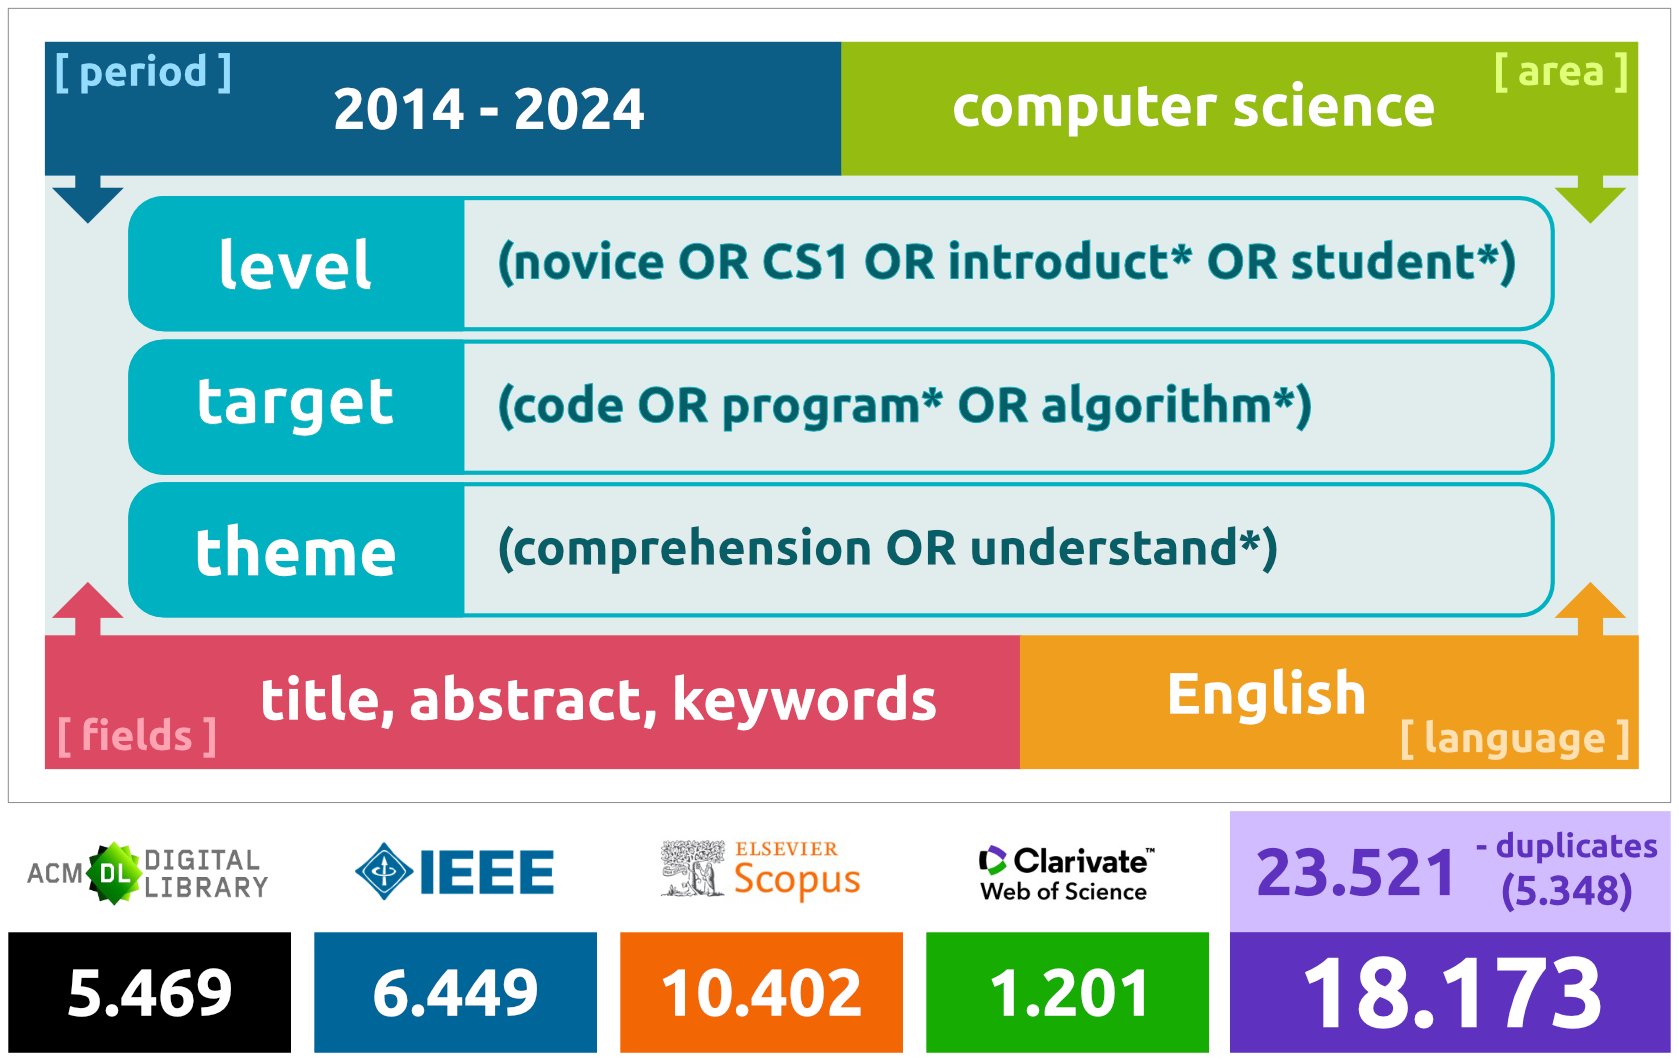 [ period ]
2014 - 2024
computer science
[ area ]
level
(novice OR CS1 OR introduct* OR student*)
target
(code OR program* OR algorithm*)
theme
(comprehension OR understand*)
[ fields ]
title, abstract, keywords
English
[ language ]
ACM DL DIGITAL LIBRARY
IEEE
ELSEVIER
Scopus
Clarivate™
Web of Science
23.521
- duplicates
(5.348)
5.469
6.449
10.402
1.201
18.173